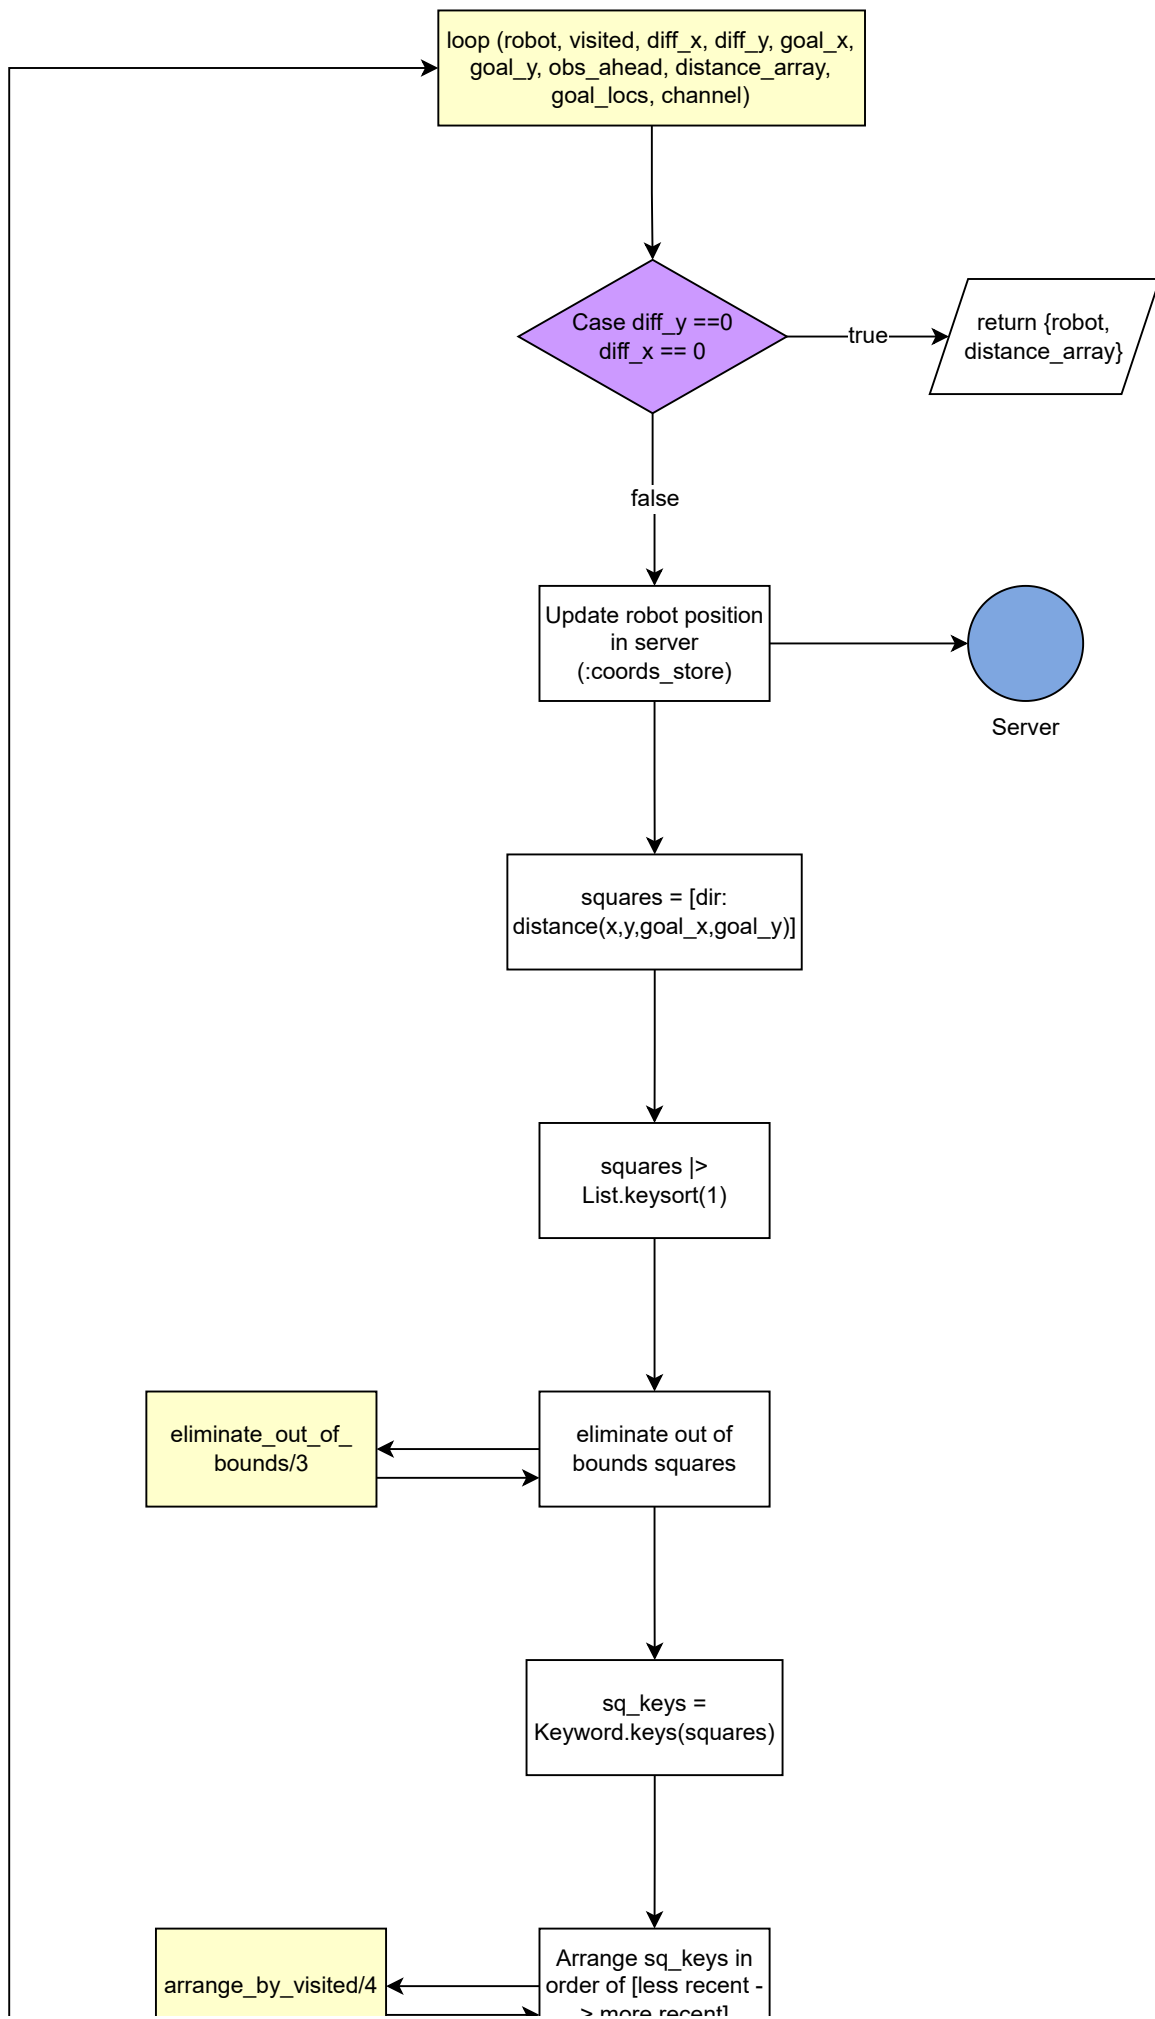 loop (robot, visited, diff_x, diff_y, goal_x,
goal_y, obs_ahead, distance_array,
goal_locs, channel)
Case diff_y ==0
diff_x == 0
true
return {robot,
distance_array}
false
Update robot position
in server
(:coords_store)
Server
squares = [dir:
distance(x,y,goal_x,goal_y)]
squares |>
List.keysort(1)
eliminate_out_of_
bounds/3
eliminate out of
bounds squares
sq_keys =
Keyword.keys(squares)
arrange_by_visited/4
Arrange sq_keys in
order of [less recent -
> more recent]